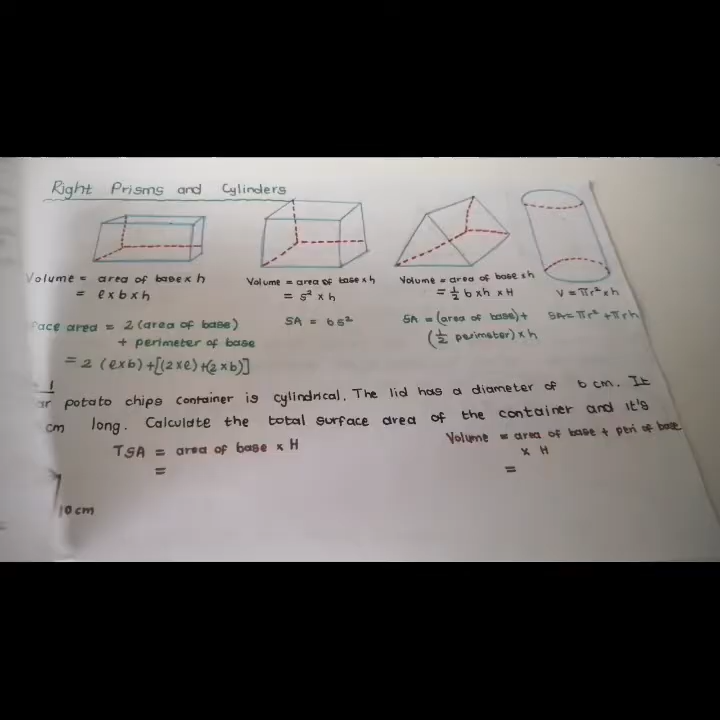 Right Prisms and Cylinders
Volume = area of base x h
= l x b x h
Volume = area of base x h
= s² x h
Volume = area of base x h
= ½ b x h x H
V = πr² x h
face area = 2 (area of base)
+ perimeter of base
= 2 (l x b) + [(2 x l) + (2 x b)]
SA = 6s²
SA = (area of base) +
(½ perimeter) x h
SA = πr² + πrh
1
ar potato chips container is cylindrical. The lid has a diameter of 6 cm. It
cm long. Calculate the total surface area of the container and it's
TSA = area of base x H
=
Volume = area of base + peri of base
x H
=
10 cm